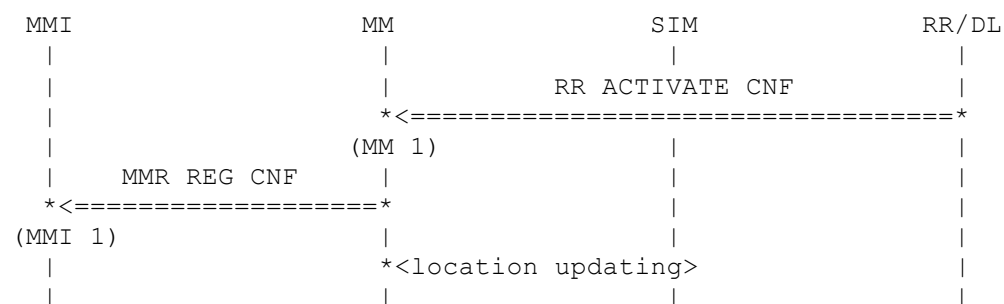 MMI MM SIM RR/DL
RR ACTIVATE CNF
(MM 1)
MMR REG CNF
(MMI 1)
*<location updating>